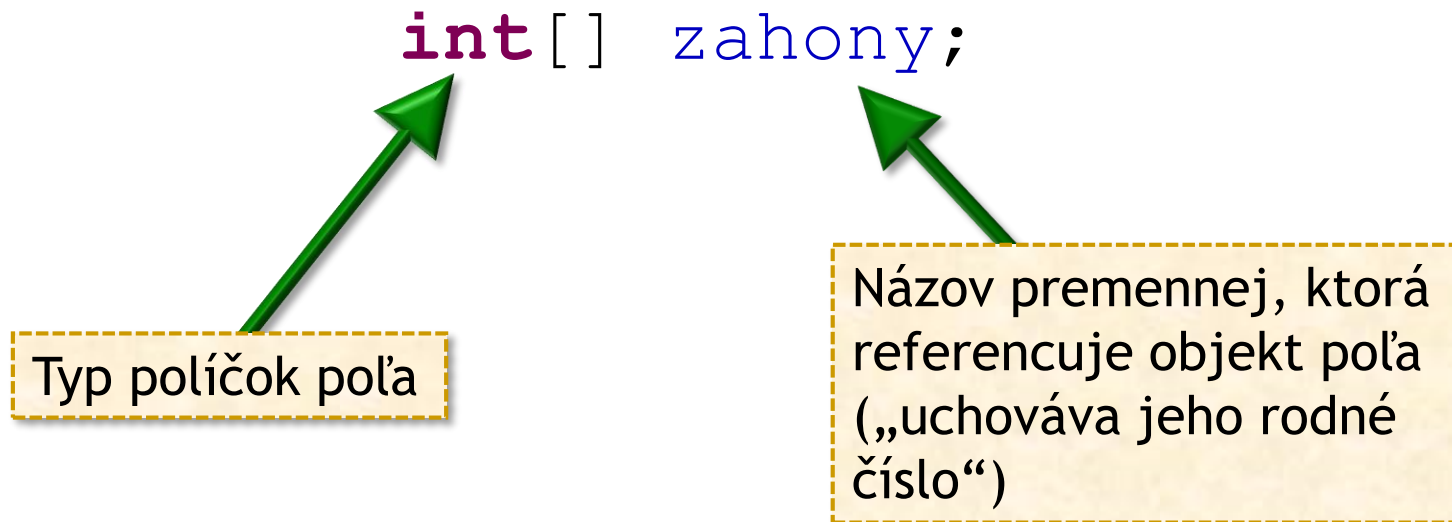 int[] zahony;
Typ políčok poľa
Názov premennej, ktorá
referencuje objekt poľa
(„uchováva jeho rodné
číslo“)